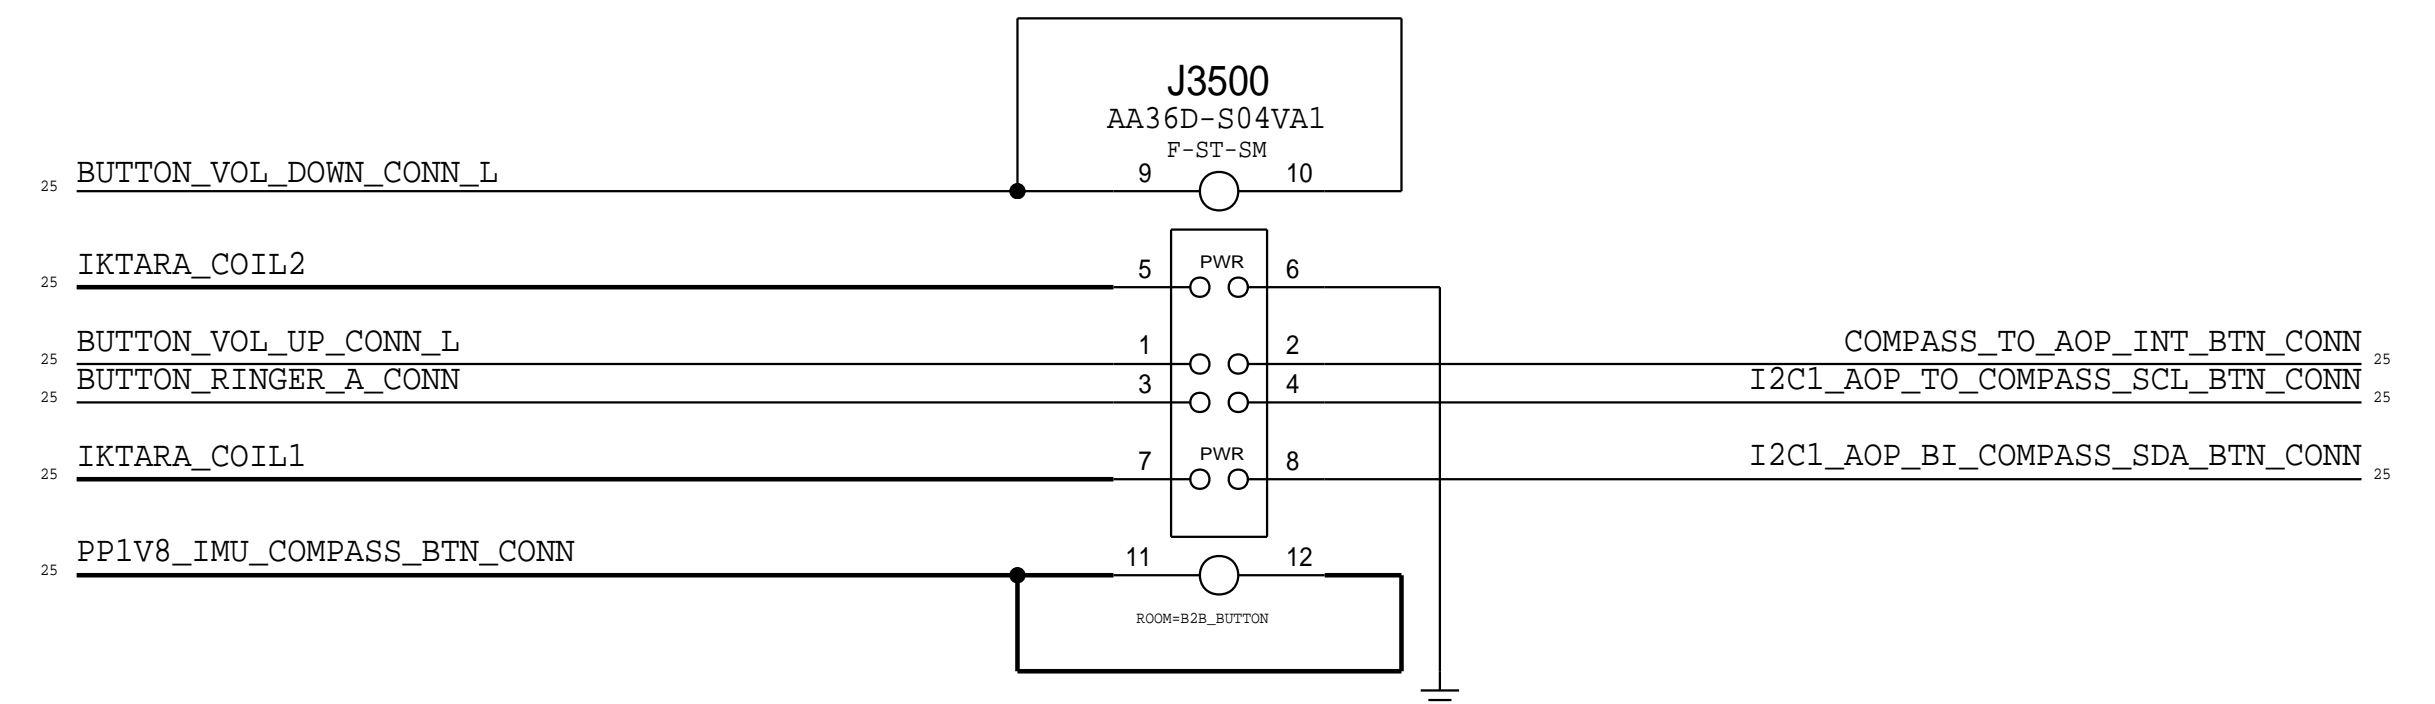 J3500
AA36D-S04VA1
F-ST-SM
25 BUTTON_VOL_DOWN_CONN_L 9 10
25 IKTARA_COIL2 5 PWR 6
25 BUTTON_VOL_UP_CONN_L 1 2 COMPASS_TO_AOP_INT_BTN_CONN 25
25 BUTTON_RINGER_A_CONN 3 4 I2C1_AOP_TO_COMPASS_SCL_BTN_CONN 25
25 IKTARA_COIL1 7 PWR 8 I2C1_AOP_BI_COMPASS_SDA_BTN_CONN 25
25 PP1V8_IMU_COMPASS_BTN_CONN 11 12
ROOM=B2B_BUTTON